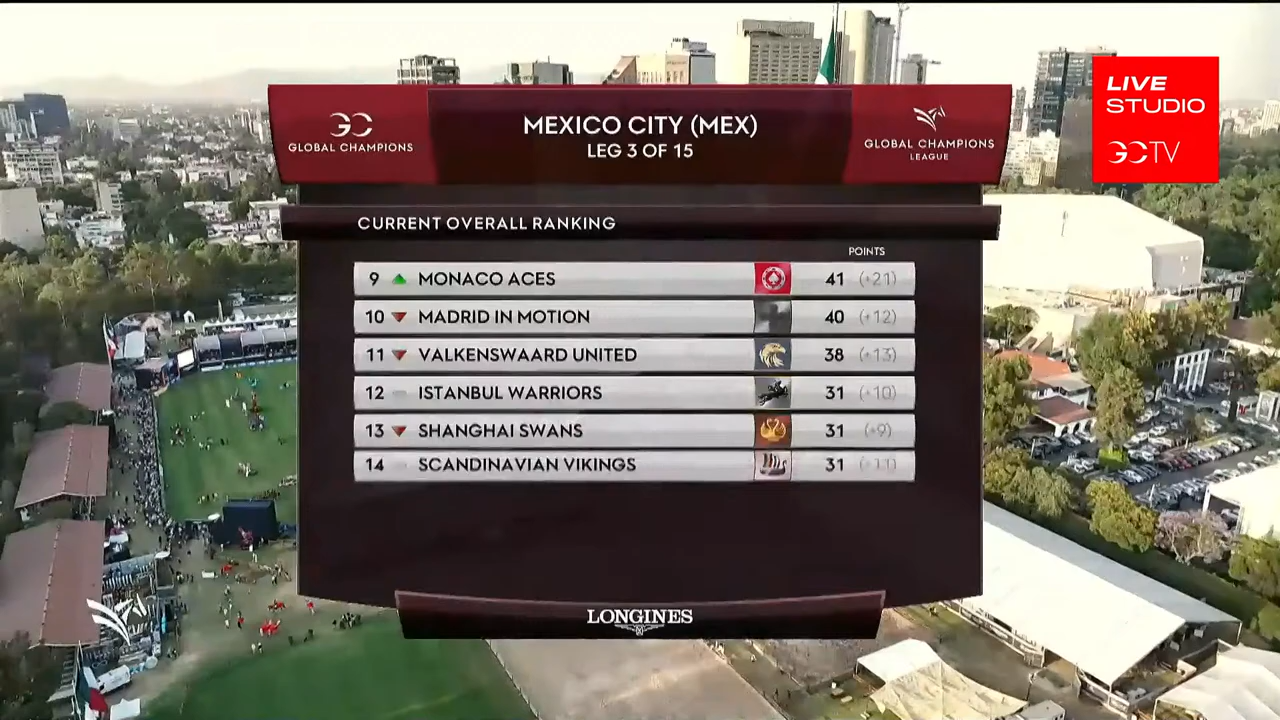 LIVE
STUDIO
GCTV
GC
GLOBAL CHAMPIONS
MEXICO CITY (MEX)
LEG 3 OF 15
GLOBAL CHAMPIONS
LEAGUE
CURRENT OVERALL RANKING
POINTS
9 MONACO ACES 41 (+21)
10 MADRID IN MOTION 40 (+12)
11 VALKENSWAARD UNITED 38 (+13)
12 ISTANBUL WARRIORS 31 (+10)
13 SHANGHAI SWANS 31 (+9)
14 SCANDINAVIAN VIKINGS 31 (+11)
LONGINES